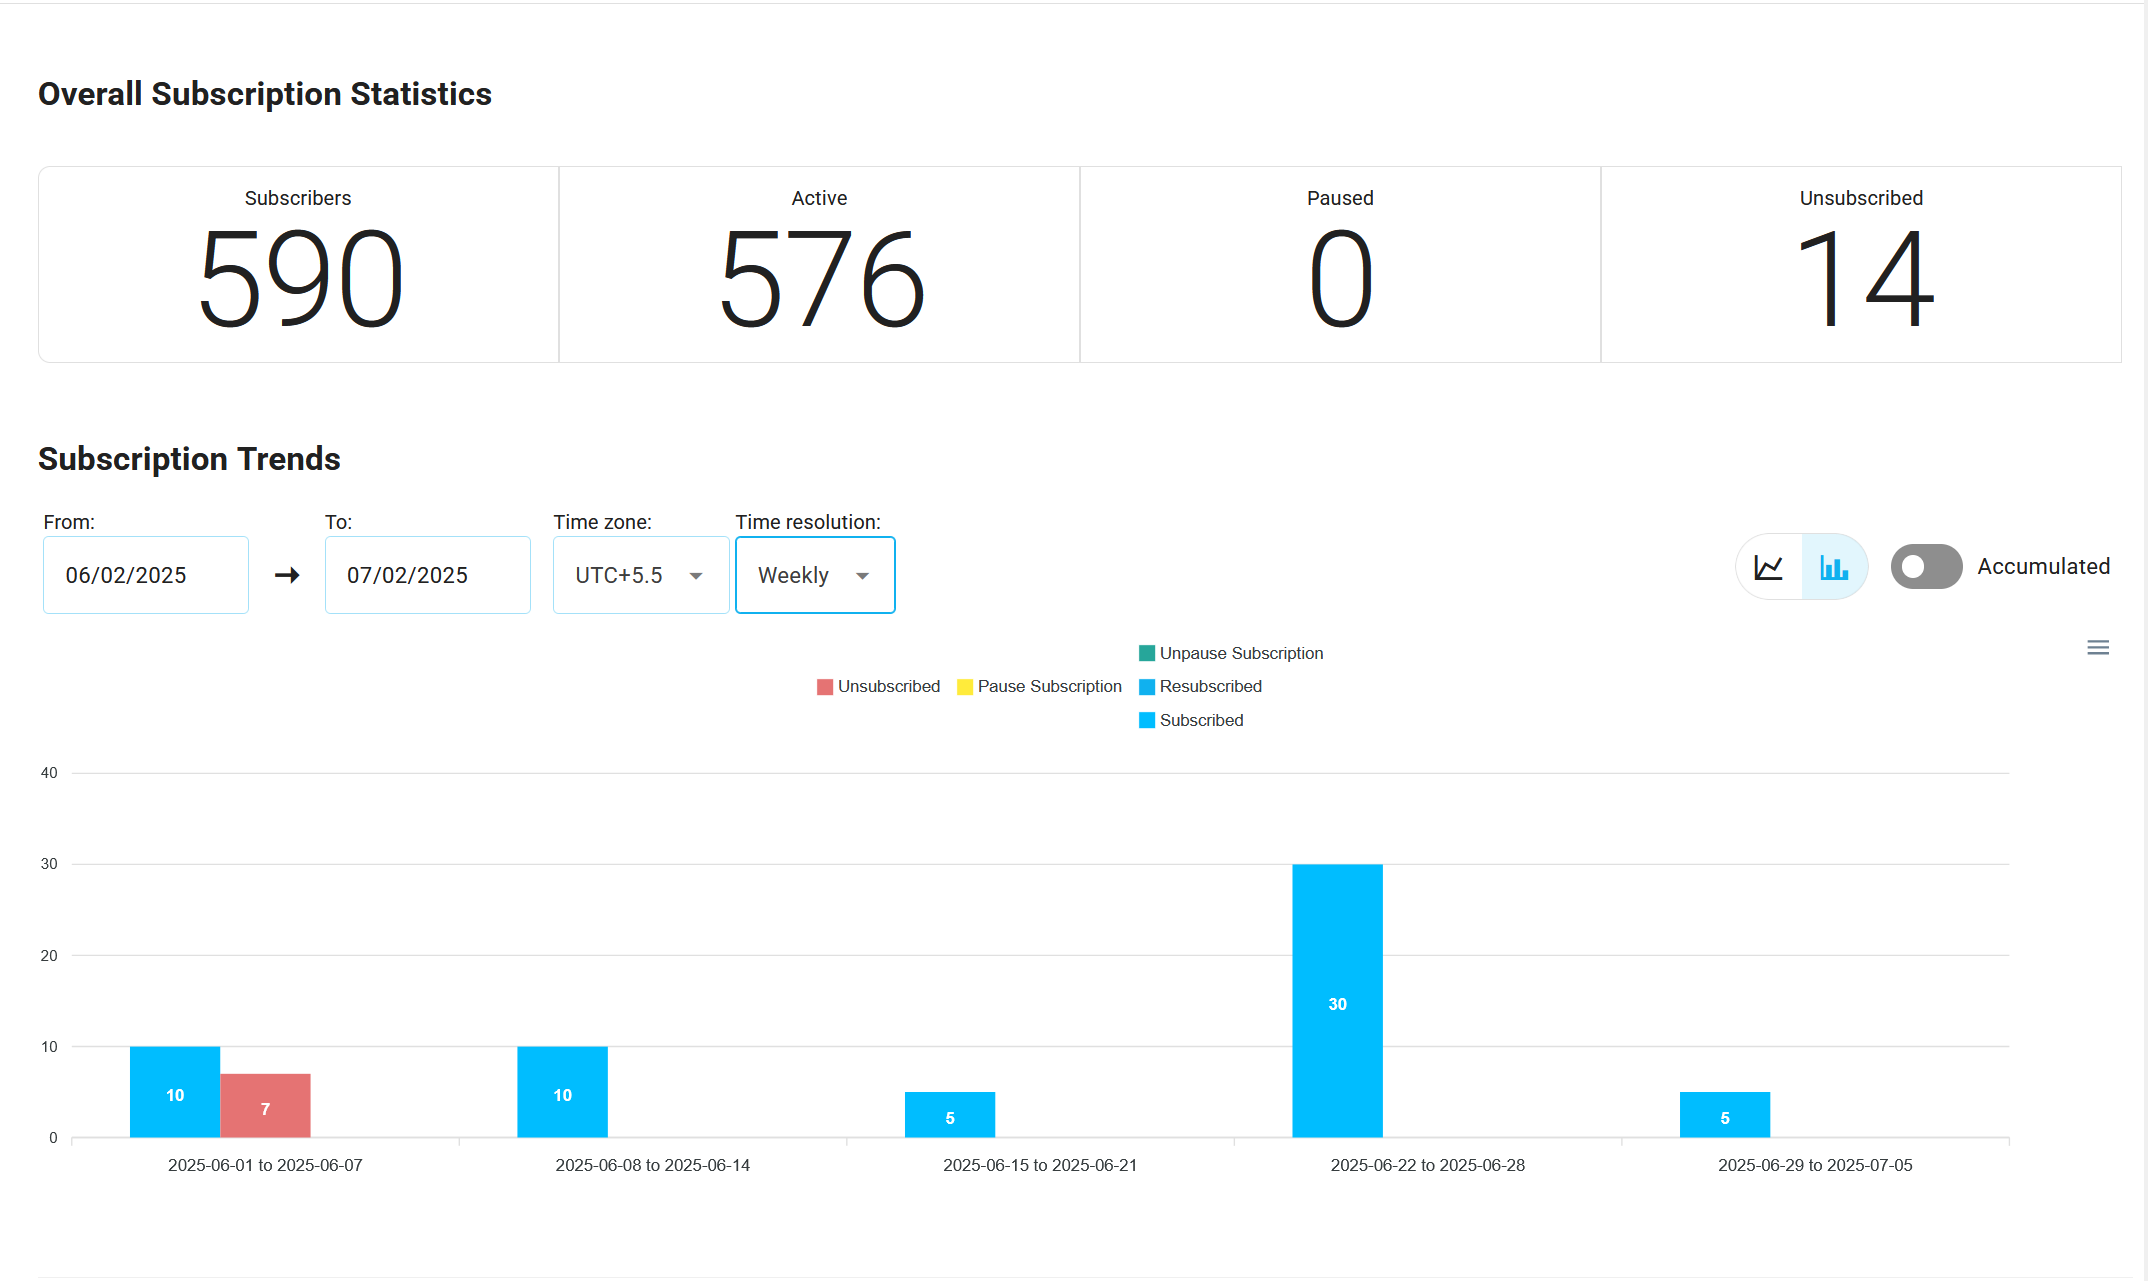 Overall Subscription Statistics
Subscribers
590
Active
576
Paused
0
Unsubscribed
14
Subscription Trends
From:
06/02/2025
To:
07/02/2025
Time zone:
UTC+5.5
Time resolution:
Weekly
Accumulated
Unsubscribed
Pause Subscription
Unpause Subscription
Resubscribed
Subscribed
40
30
20
10
0
10
7
10
5
30
5
2025-06-01 to 2025-06-07
2025-06-08 to 2025-06-14
2025-06-15 to 2025-06-21
2025-06-22 to 2025-06-28
2025-06-29 to 2025-07-05